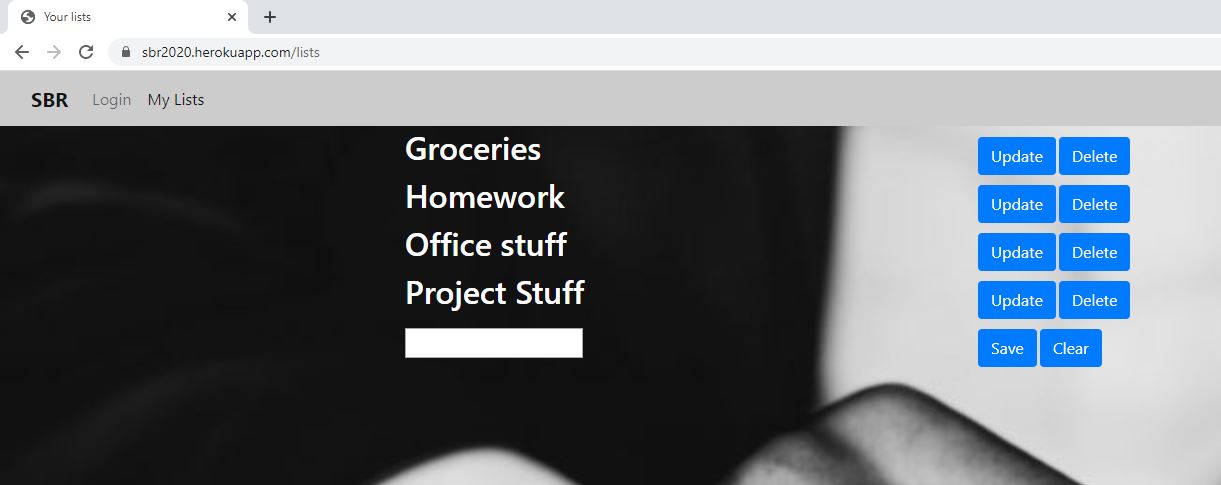 Your lists
sbr2020.herokuapp.com/lists
SBR Login My Lists
Groceries Update Delete
Homework Update Delete
Office stuff Update Delete
Project Stuff Update Delete
Save Clear